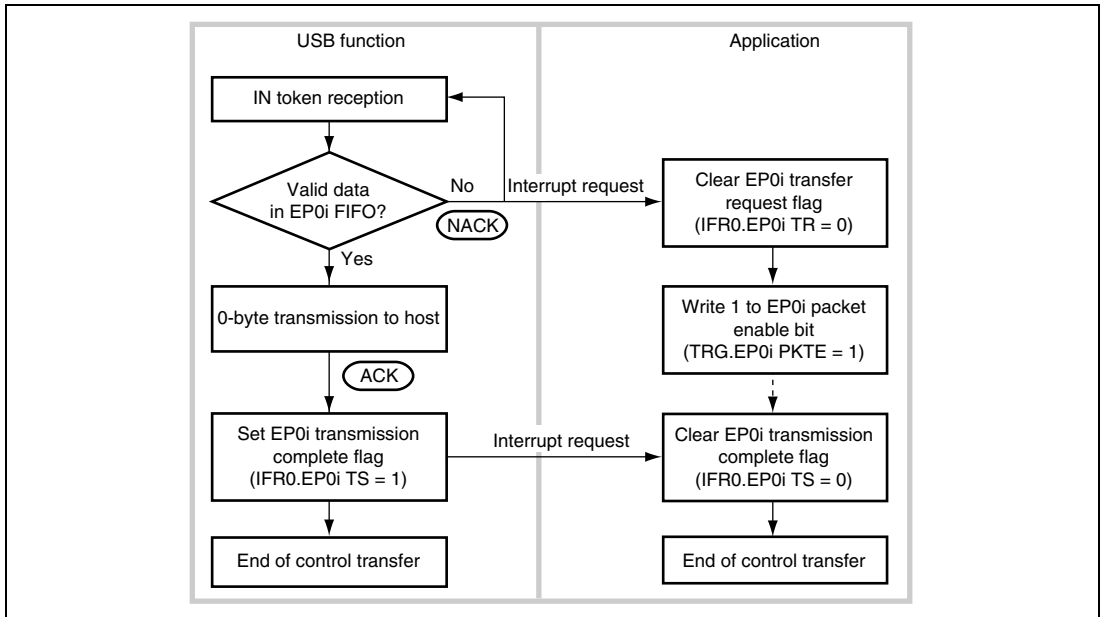 USB function
Application
IN token reception
Valid data
in EP0i FIFO?
No
NACK
Interrupt request
Clear EP0i transfer
request flag
(IFR0.EP0i TR = 0)
Yes
0-byte transmission to host
Write 1 to EP0i packet
enable bit
(TRG.EP0i PKTE = 1)
ACK
Set EP0i transmission
complete flag
(IFR0.EP0i TS = 1)
Interrupt request
Clear EP0i transmission
complete flag
(IFR0.EP0i TS = 0)
End of control transfer
End of control transfer